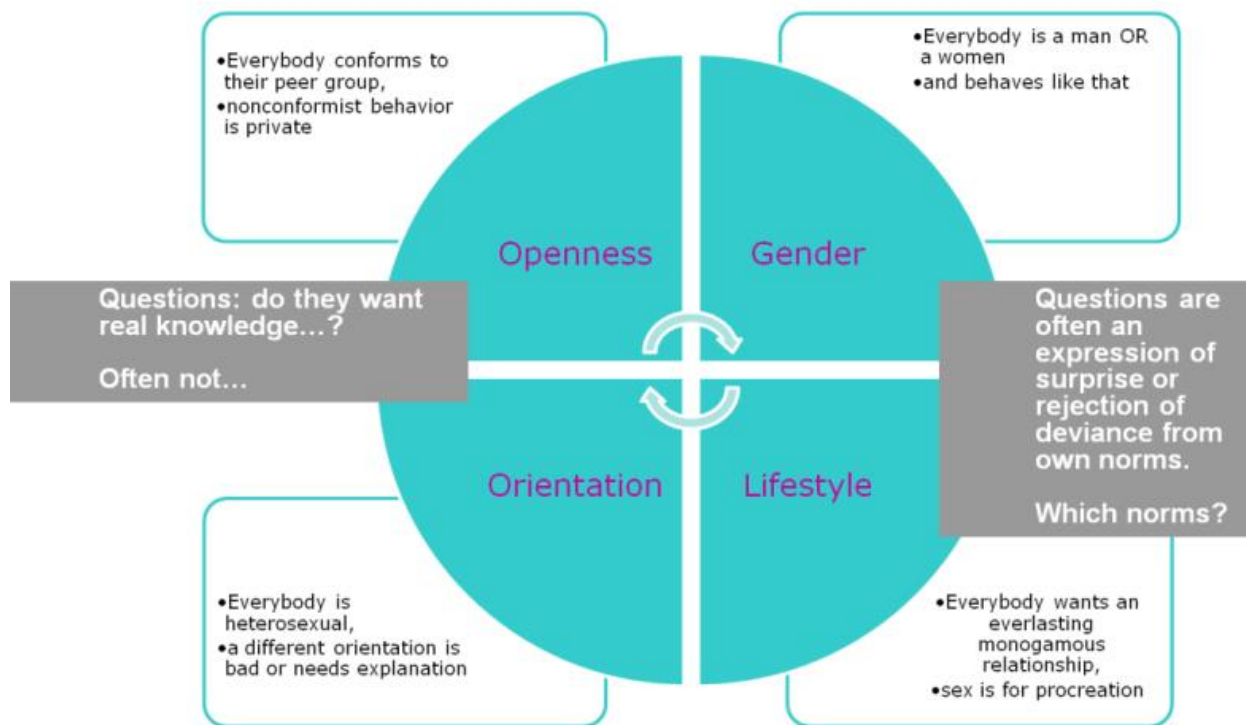 •Everybody conforms to
their peer group,
•nonconformist behavior
is private
•Everybody is a man OR
a women
•and behaves like that
Openness
Gender
Questions: do they want
real knowledge...?
Often not...
Questions are
often an
expression of
surprise or
rejection of
deviance from
own norms.
Which norms?
Orientation
Lifestyle
•Everybody is
heterosexual,
•a different orientation is
bad or needs explanation
•Everybody wants an
everlasting
monogamous
relationship,
•sex is for procreation